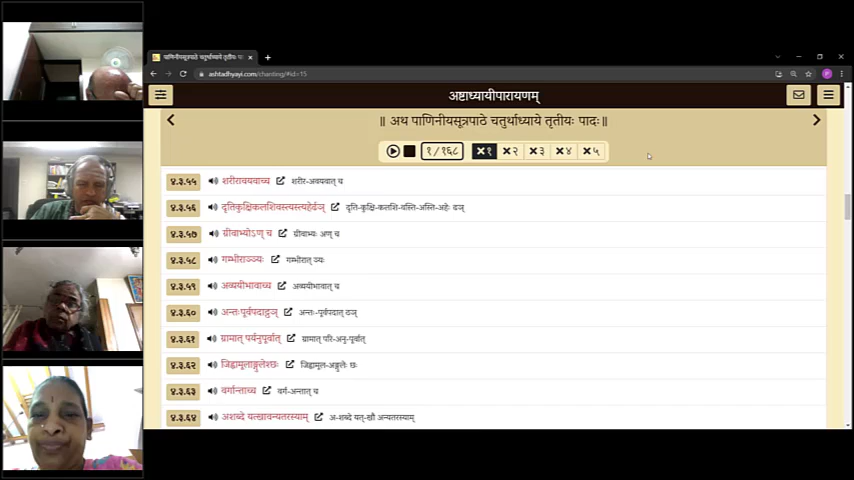 पाणिनीयसूत्रपाठे चतुर्थाध्याये तृतीयः पा
ashtadhyayi.com/chanting/#id=15
अष्टाध्यायीपारायणम्
॥ अथ पाणिनीयसूत्रपाठे चतुर्थाध्याये तृतीयः पादः॥
१/१६८ ×१ ×२ ×३ ×४ ×५
४.३.५५ शरीरावयवाच्च शरीर-अवयवात् च
४.३.५६ दृतिकुक्षिकलशिवस्त्यस्त्यहेर्ढञ् दृति-कुक्षि-कलशि-वस्ति-अस्ति-अहेः ढञ्
४.३.५७ ग्रीवाभ्योऽण् च ग्रीवाभ्यः अण् च
४.३.५८ गम्भीराञ्ञ्यः गम्भीरात् ञ्यः
४.३.५९ अव्ययीभावाच्च अव्ययीभावात् च
४.३.६० अन्तःपूर्वपदाट्ठञ् अन्तः-पूर्वपदात् ठञ्
४.३.६१ ग्रामात् पर्यनुपूर्वात् ग्रामात् परि-अनु-पूर्वात्
४.३.६२ जिह्वामूलाङ्गुलेश्छः जिह्वामूल-अङ्गुलेः छः
४.३.६३ वर्गान्ताच्च वर्ग-अन्तात् च
४.३.६४ अशब्दे यत्खावन्यतरस्याम् अ-शब्दे यत्-खौ अन्यतरस्याम्